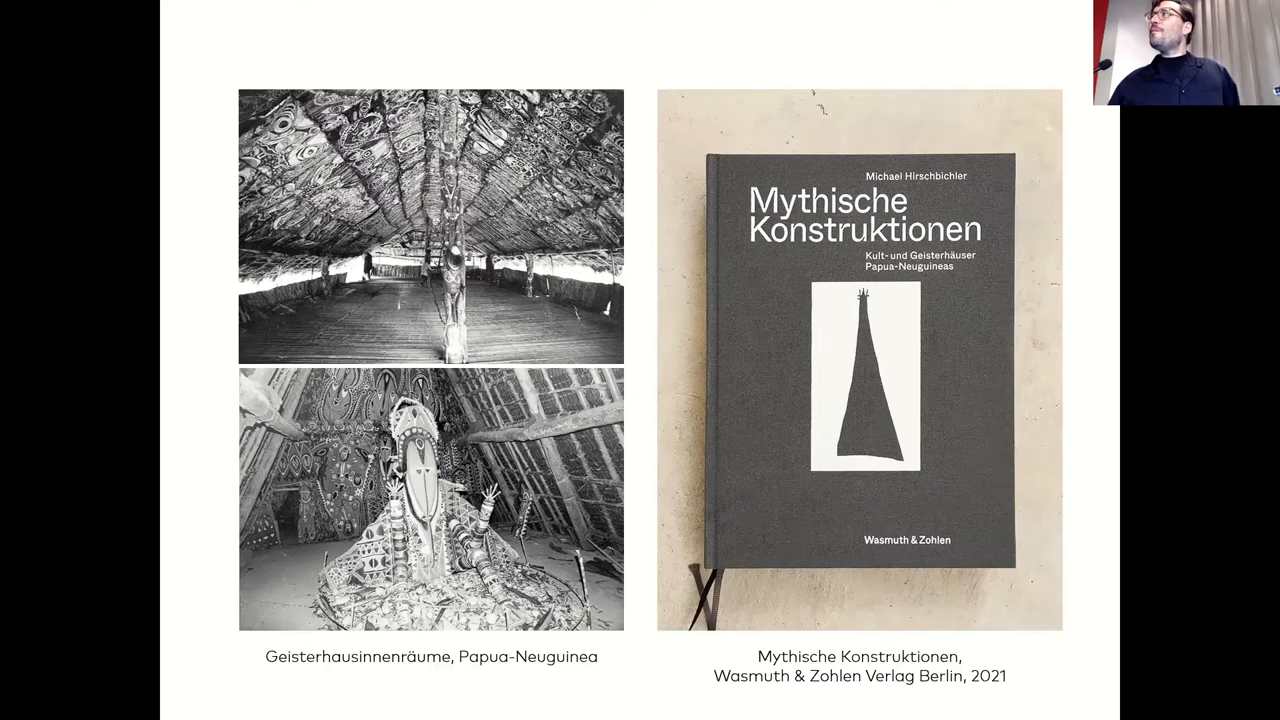 Michael Hirschbichler
Mythische
Konstruktionen
Kult- und Geisterhäuser
Papua-Neuguineas
Wasmuth & Zohlen
Geisterhausinnenräume, Papua-Neuguinea
Mythische Konstruktionen,
Wasmuth & Zohlen Verlag Berlin, 2021